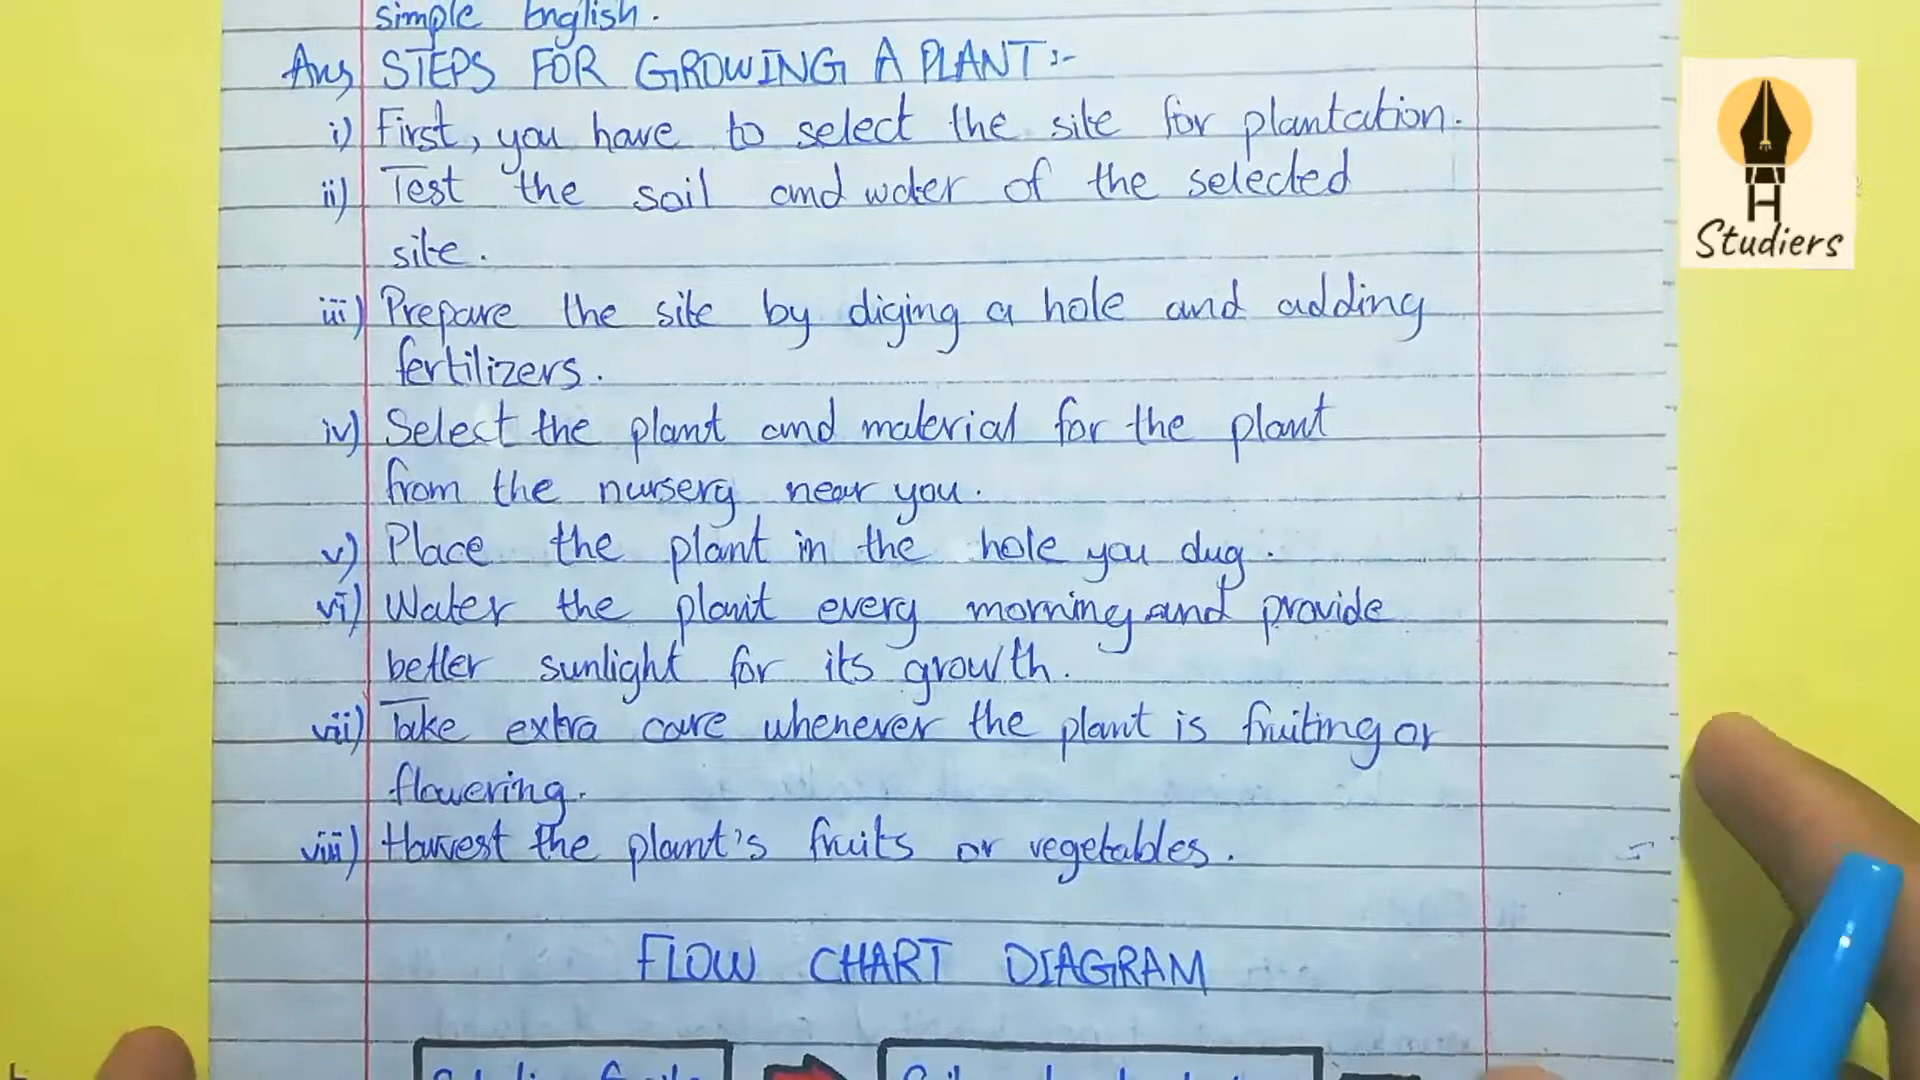 simple English.
Ans STEPS FOR GROWING A PLANT:-
i) First, you have to select the site for plantation.
ii) Test the soil and water of the selected
site.
iii) Prepare the site by diging a hole and adding
fertilizers.
iv) Select the plant and material for the plant
from the nursery near you.
v) Place the plant in the hole you dug.
vi) Water the plant every morning and provide
better sunlight for its growth.
vii) Take extra care whenever the plant is fruiting or
flowering.
viii) Harvest the plant's fruits or vegetables.
FLOW CHART DIAGRAM
Studiers